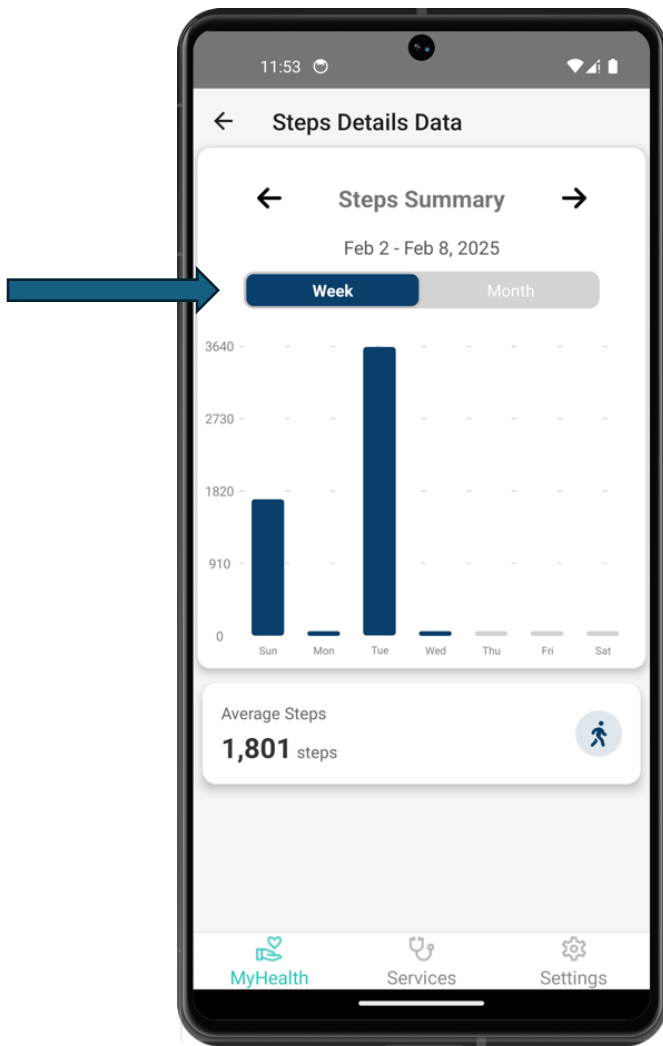 11:53
Steps Details Data
Steps Summary
Feb 2 - Feb 8, 2025
Week Month
3640
2730
1820
910
0
Sun Mon Tue Wed Thu Fri Sat
Average Steps
1,801 steps
MyHealth Services Settings